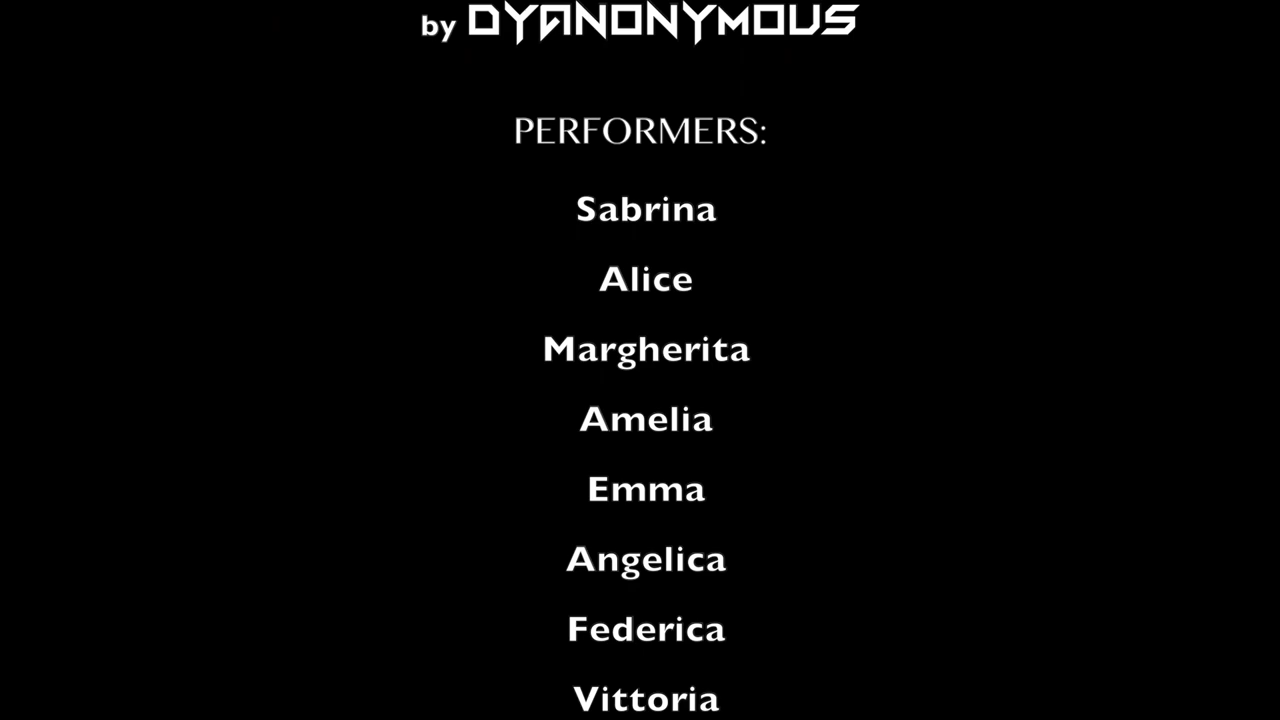 by DYANONYMOUS
PERFORMERS:
Sabrina
Alice
Margherita
Amelia
Emma
Angelica
Federica
Vittoria